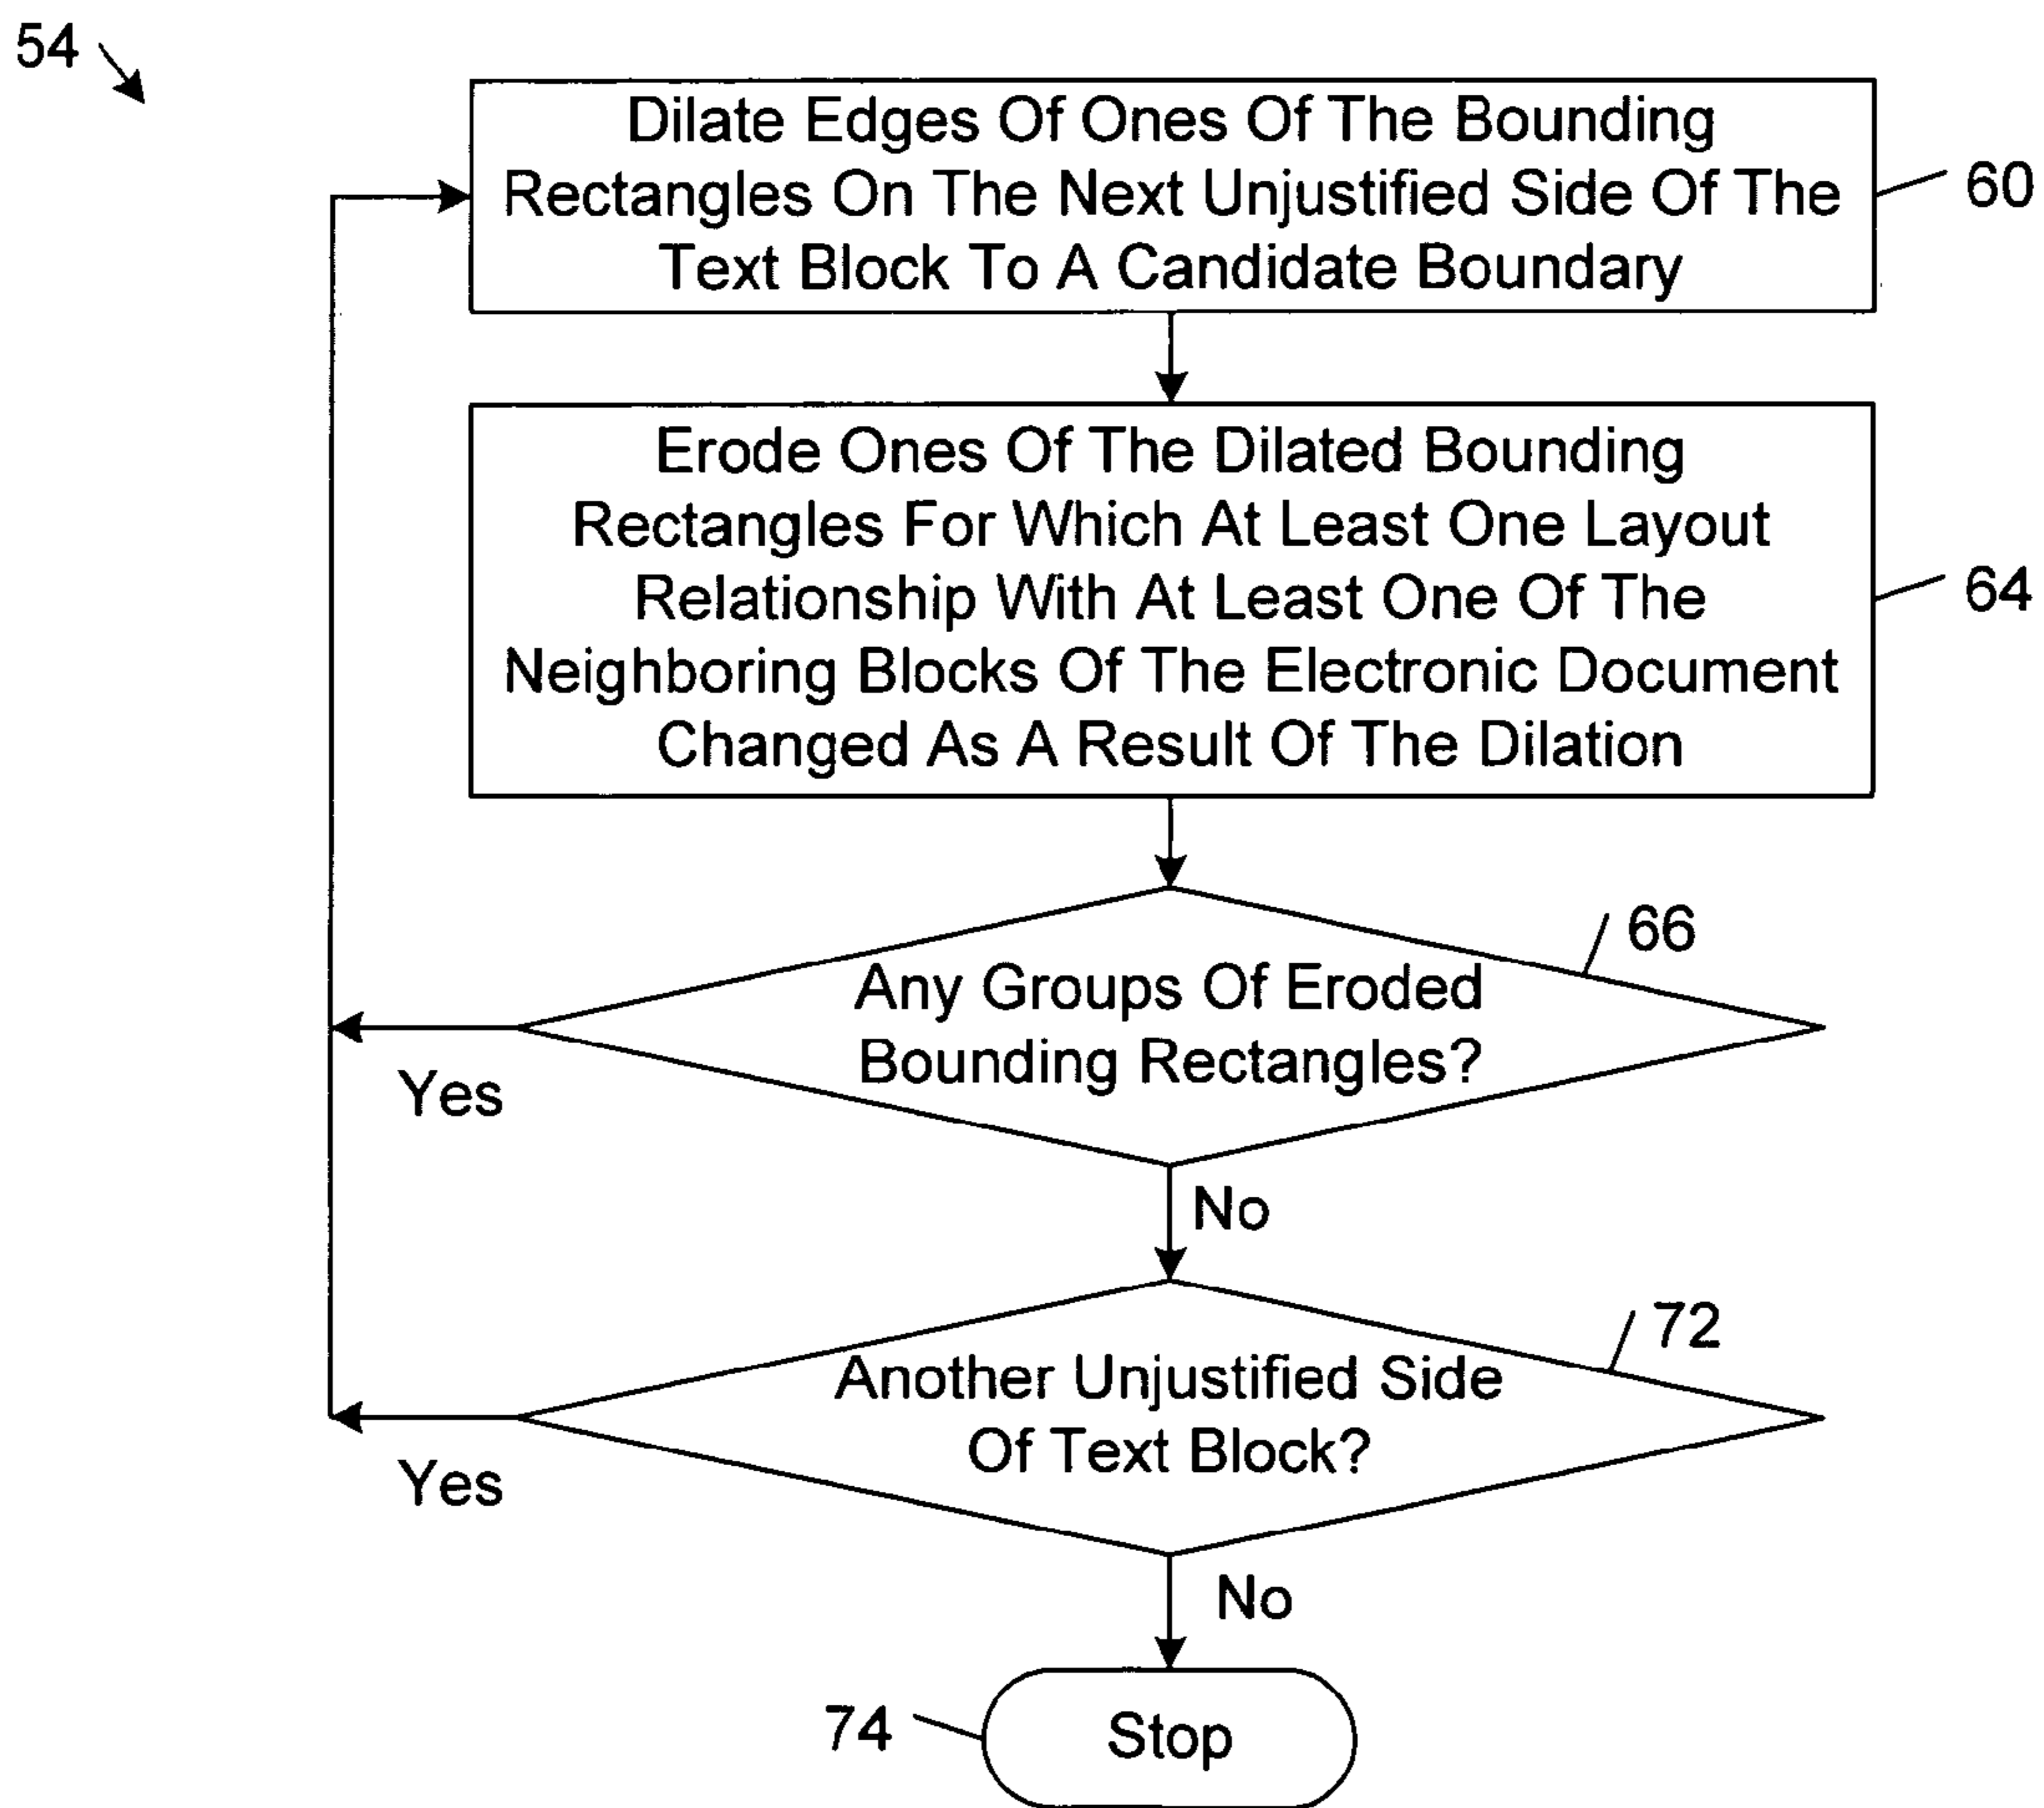 54
Dilate Edges Of Ones Of The Bounding
Rectangles On The Next Unjustified Side Of The
Text Block To A Candidate Boundary
60
Erode Ones Of The Dilated Bounding
Rectangles For Which At Least One Layout
Relationship With At Least One Of The
Neighboring Blocks Of The Electronic Document
Changed As A Result Of The Dilation
64
66
Any Groups Of Eroded
Bounding Rectangles?
Yes
No
72
Another Unjustified Side
Of Text Block?
Yes
No
74
Stop